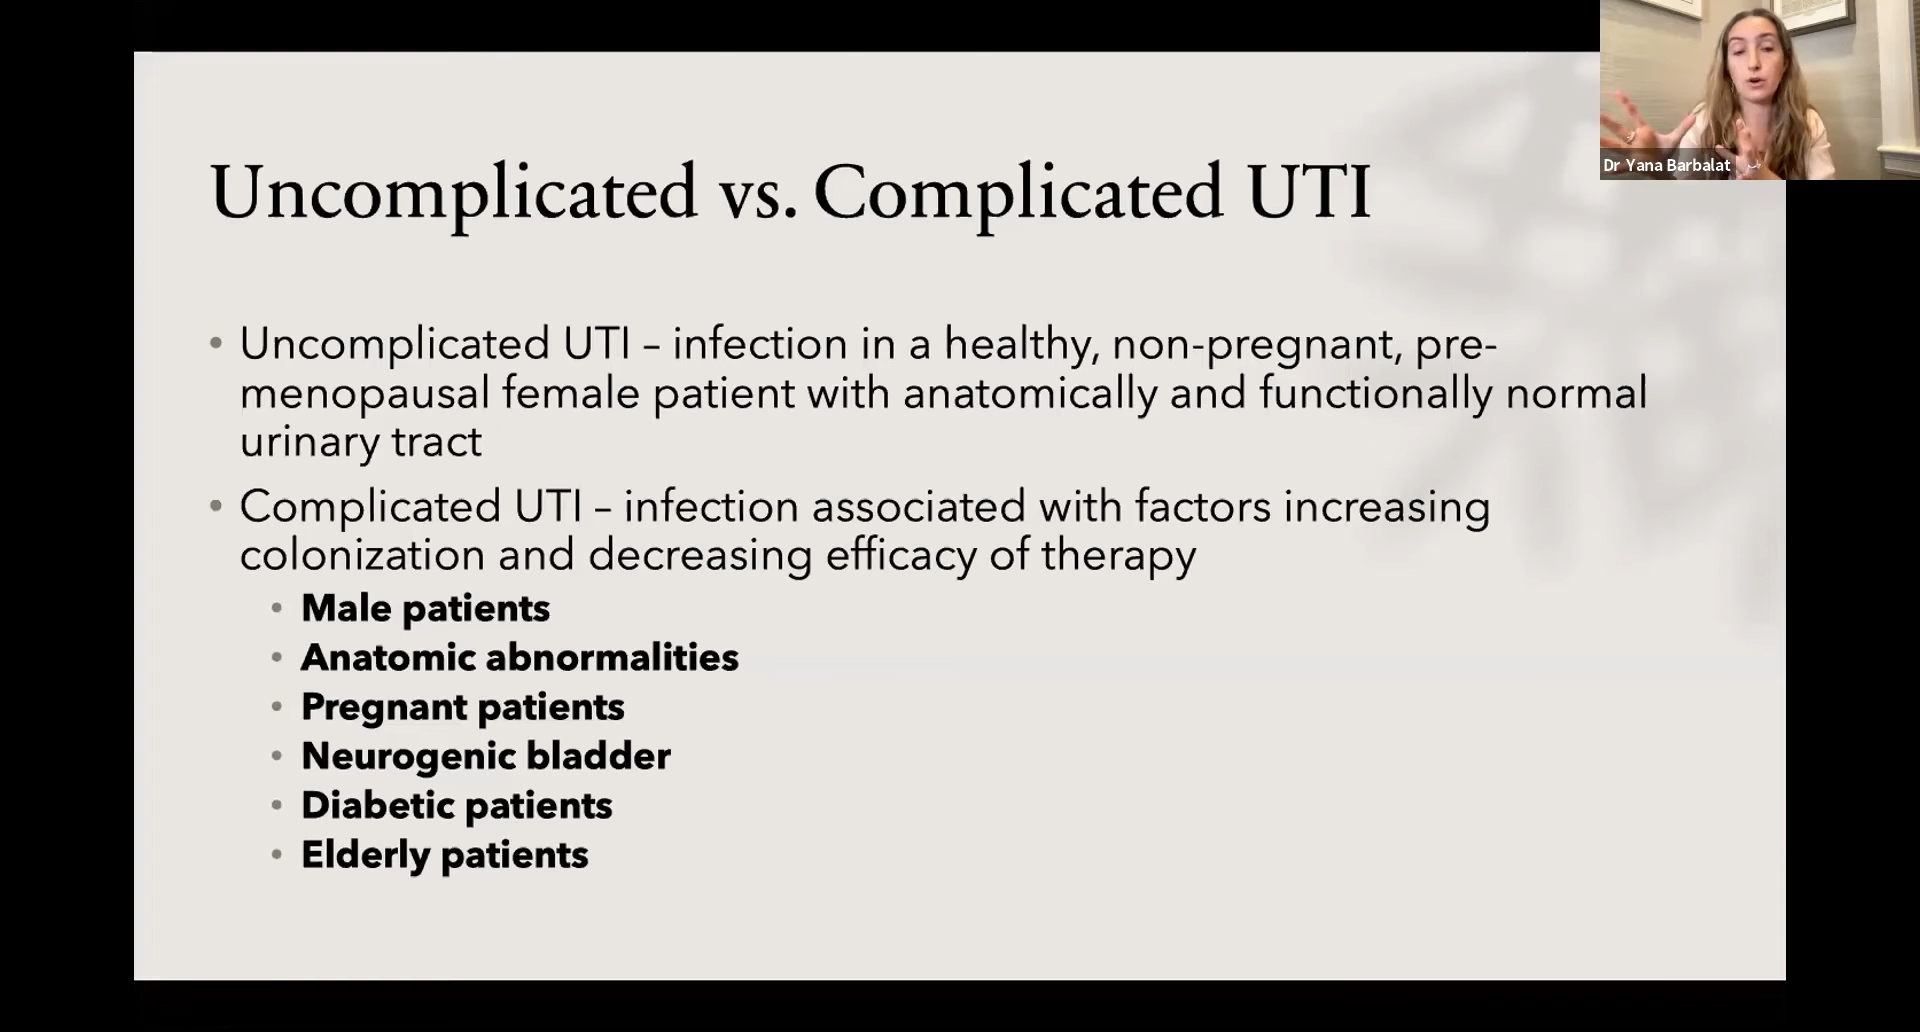 Dr Yana Barbalat
Uncomplicated vs. Complicated UTI
• Uncomplicated UTI – infection in a healthy, non-pregnant, pre-
menopausal female patient with anatomically and functionally normal
urinary tract
• Complicated UTI – infection associated with factors increasing
colonization and decreasing efficacy of therapy
• Male patients
• Anatomic abnormalities
• Pregnant patients
• Neurogenic bladder
• Diabetic patients
• Elderly patients